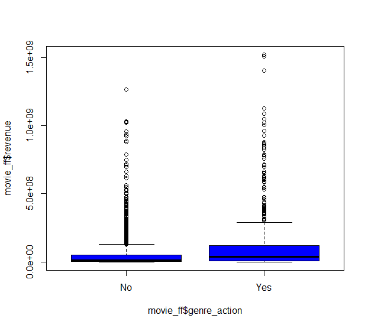 movie_ff$revenue
1.5e+09
1.0e+09
5.0e+08
0.0e+00
No Yes
movie_ff$genre_action